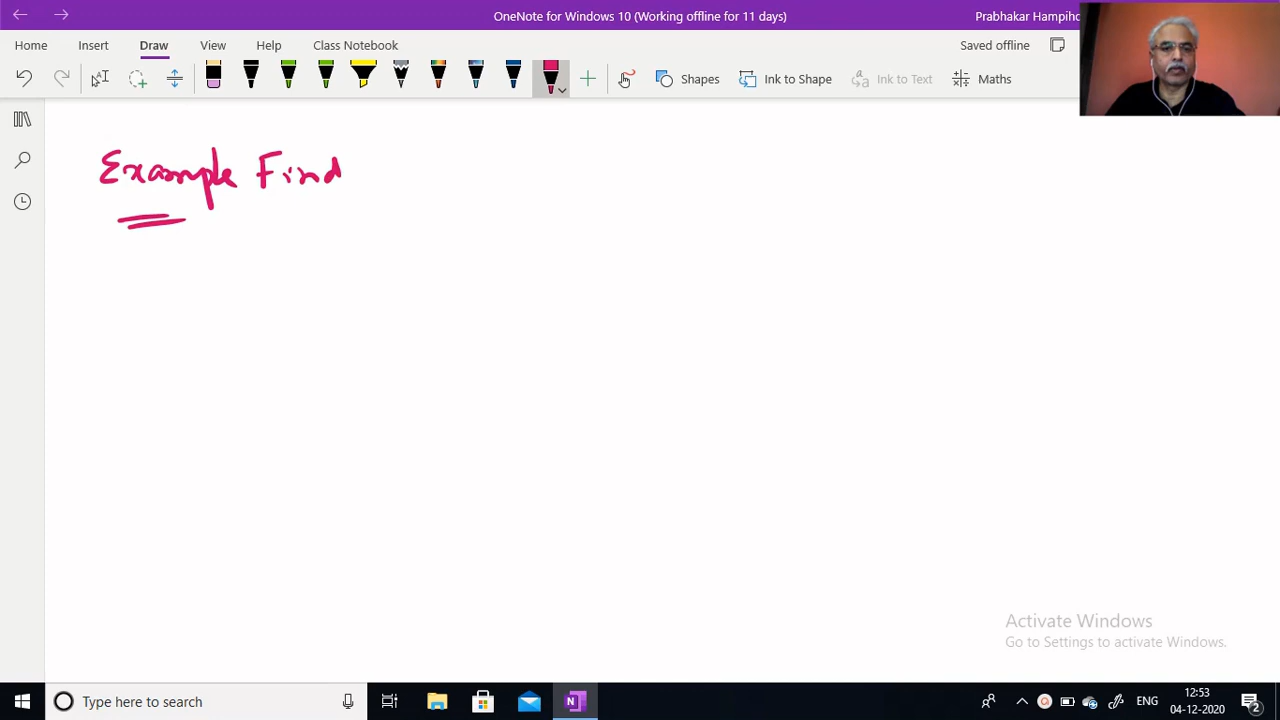 OneNote for Windows 10 (Working offline for 11 days)
Prabhakar Hampiho
Home Insert Draw View Help Class Notebook Saved offline
Shapes Ink to Shape Ink to Text Maths
Example Find
Activate Windows
Go to Settings to activate Windows.
Type here to search
ENG
12:53
04-12-2020
2